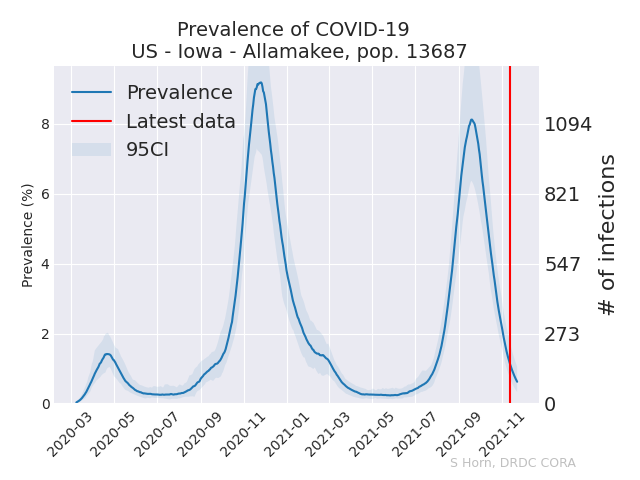 Prevalence of COVID-19
US - Iowa - Allamakee, pop. 13687
Prevalence
Latest data
95CI
Prevalence (%)
8
6
4
2
0
1094
821
547
273
0
# of infections
2020-03
2020-05
2020-07
2020-09
2020-11
2021-01
2021-03
2021-05
2021-07
2021-09
2021-11
S Horn, DRDC CORA